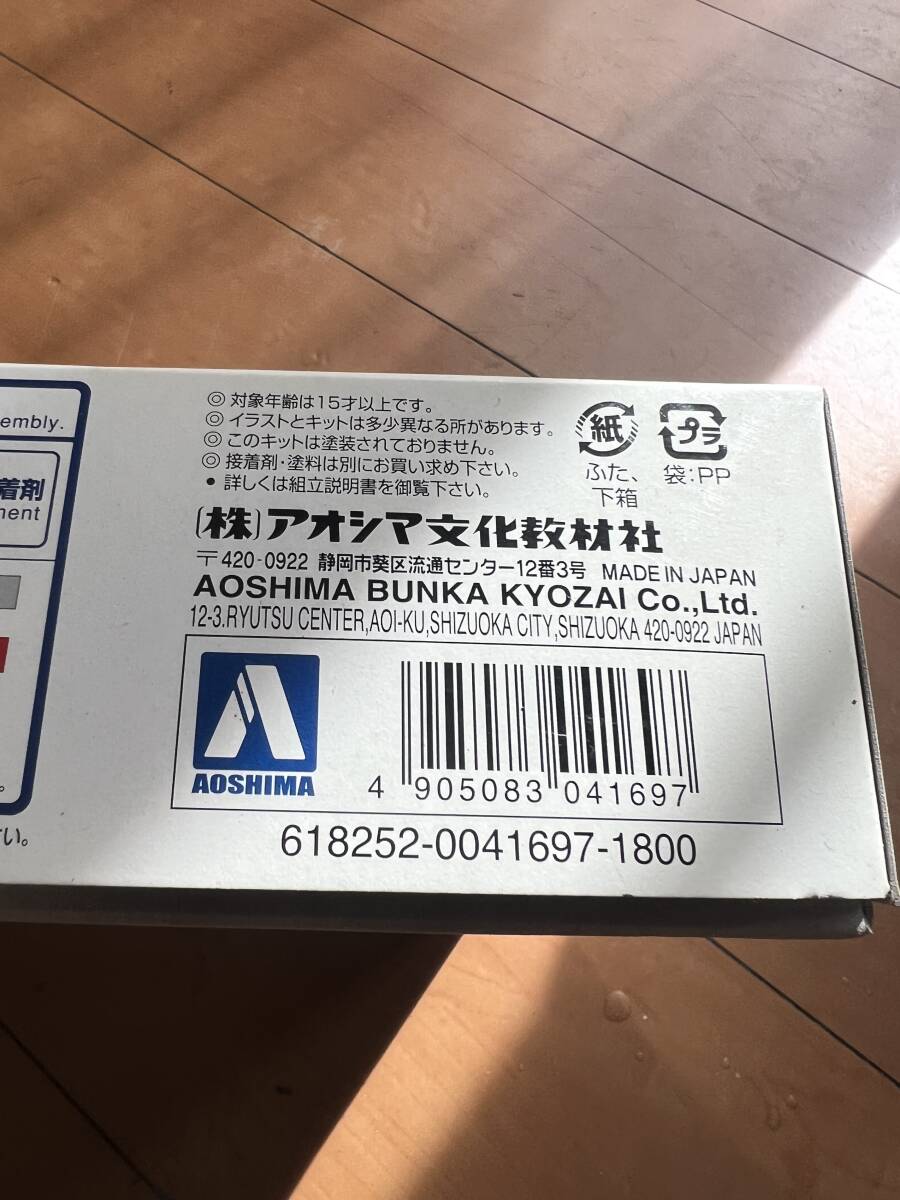 embly.
着剤
ment
い。
◎ 対象年齢は15才以上です。
◎ イラストとキットは多少異なる所があります。
◎ このキットは塗装されておりません。
◎ 接着剤・塗料は別にお買い求め下さい。
● 詳しくは組立説明書を御覧下さい。
紙
ふた、
下箱
プラ
袋:PP
(株)アオシマ文化教材社
〒420-0922 静岡市葵区流通センター12番3号 MADE IN JAPAN
AOSHIMA BUNKA KYOZAI Co.,Ltd.
12-3.RYUTSU CENTER,AOI-KU,SHIZUOKA CITY,SHIZUOKA 420-0922 JAPAN
AOSHIMA
4 905083 041697
618252-0041697-1800